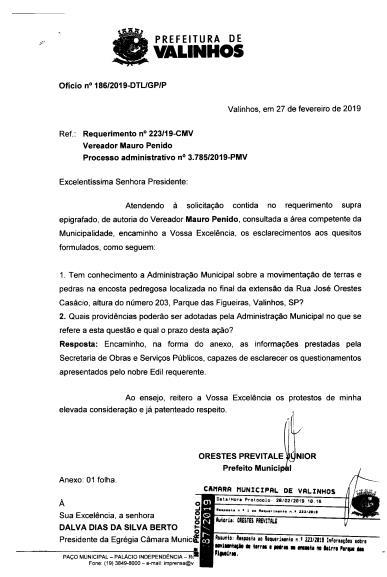 PREFEITURA DE
VALINHOS
Ofício nº 186/2019-DTL/GP/P
Valinhos, em 27 de fevereiro de 2019
Ref.: Requerimento nº 223/19-CMV
Vereador Mauro Penido
Processo administrativo nº 3.785/2019-PMV
Excelentíssima Senhora Presidente:
Atendendo à solicitação contida no requerimento supra
epigrafado, de autoria do Vereador Mauro Penido, consultada a área competente da
Municipalidade, encaminho a Vossa Excelência, os esclarecimentos aos quesitos
formulados, como seguem:
1. Tem conhecimento a Administração Municipal sobre a movimentação de terras e
pedras na encosta pedregosa localizada no final da extensão da Rua José Orestes
Casácio, altura do número 203, Parque das Figueiras, Valinhos, SP?
2. Quais providências poderão ser adotadas pela Administração Municipal no que se
refere a esta questão e qual o prazo desta ação?
Resposta: Encaminho, na forma do anexo, as informações prestadas pela
Secretaria de Obras e Serviços Públicos, capazes de esclarecer os questionamentos
apresentados pelo nobre Edil requerente.
Ao ensejo, reitero a Vossa Excelência os protestos de minha
elevada consideração e já patenteado respeito.
ORESTES PREVITALE JÚNIOR
Prefeito Municipal
Anexo: 01 folha.
CÂMARA MUNICIPAL DE VALINHOS
PROTOCOLO
87/2019
Data/Hora Protocolo: 28/02/2019 10:16
Resposta n.º 1 ao Requerimento n.º 223/2019
Autoria: ORESTES PREVITALE
Assunto: Resposta ao Requerimento n.º 223/2019 Informações sobre
movimentação de terras e pedras na encosta no Bairro Parque das
Figueiras.
À
Sua Excelência, a senhora
DALVA DIAS DA SILVA BERTO
Presidente da Egrégia Câmara Munic
PAÇO MUNICIPAL – PALÁCIO INDEPENDÊNCIA –
Fone: (19) 3849-8000 – e-mail: imprensa@v